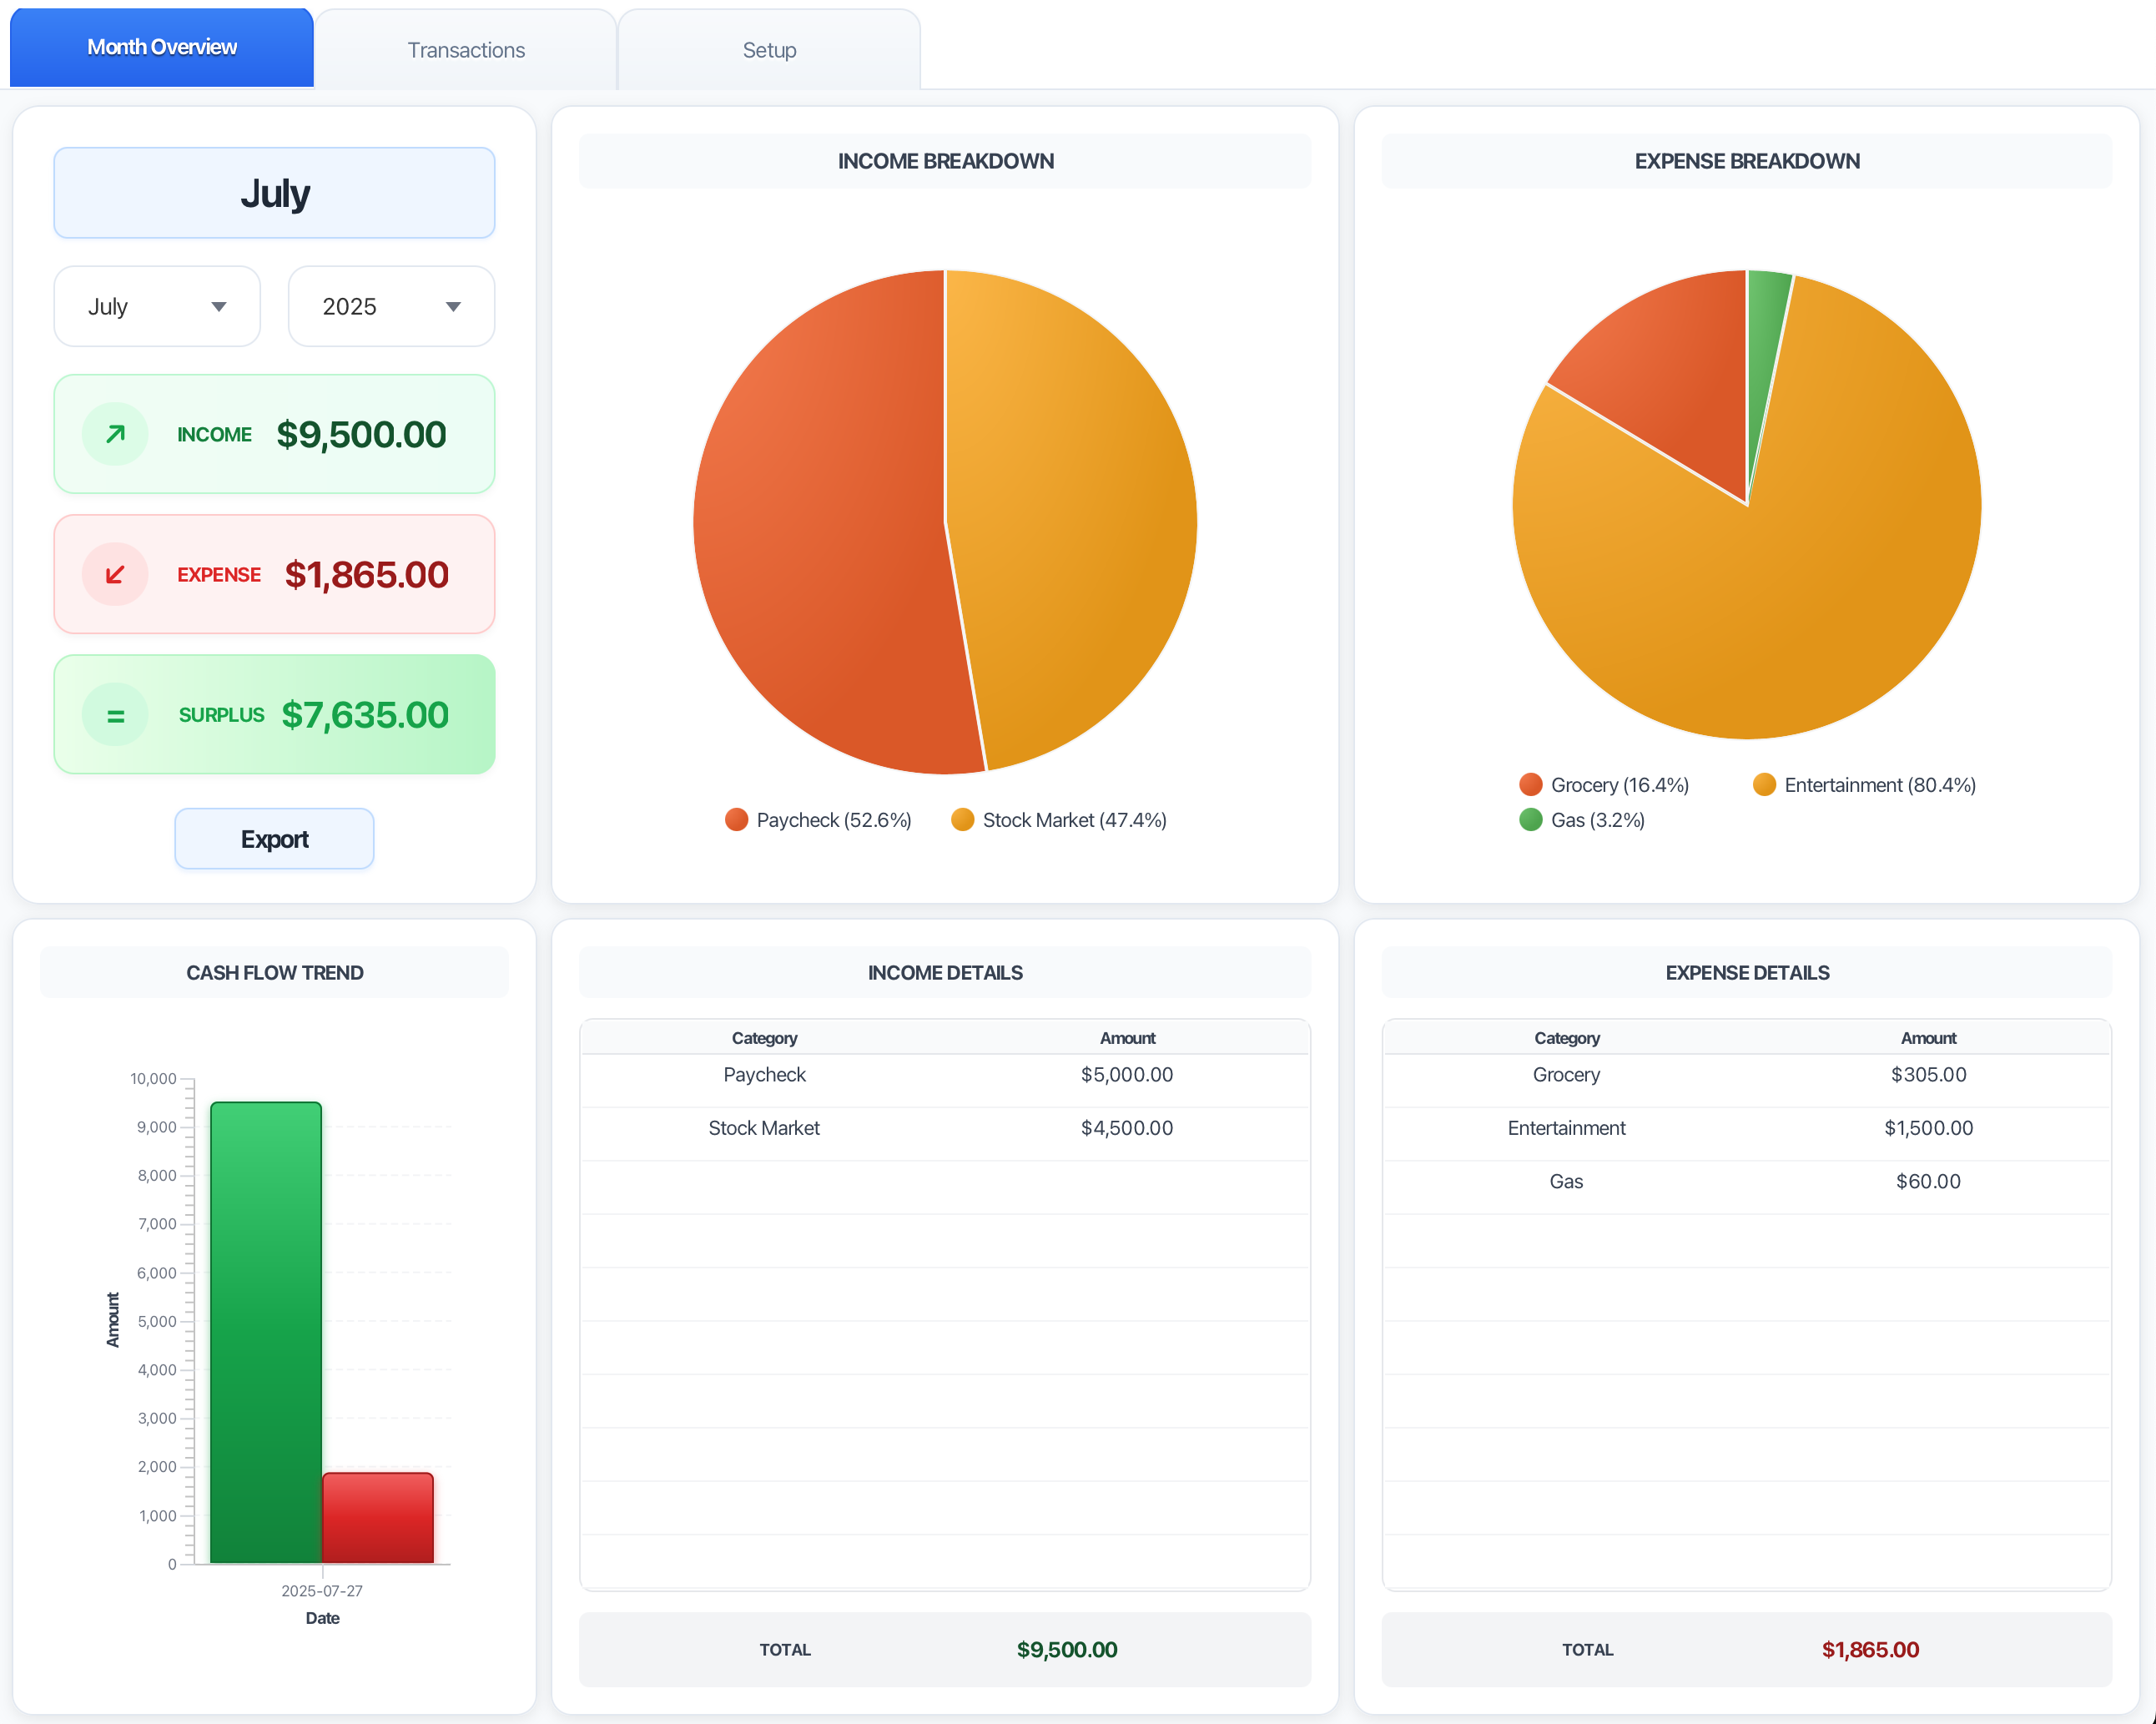 Month Overview
Transactions
Setup
July
July
2025
INCOME $9,500.00
EXPENSE $1,865.00
= SURPLUS $7,635.00
Export
INCOME BREAKDOWN
Paycheck (52.6%)
Stock Market (47.4%)
EXPENSE BREAKDOWN
Grocery (16.4%)
Entertainment (80.4%)
Gas (3.2%)
CASH FLOW TREND
Amount
10,000
9,000
8,000
7,000
6,000
5,000
4,000
3,000
2,000
1,000
0
2025-07-27
Date
INCOME DETAILS
Category Amount
Paycheck $5,000.00
Stock Market $4,500.00
TOTAL $9,500.00
EXPENSE DETAILS
Category Amount
Grocery $305.00
Entertainment $1,500.00
Gas $60.00
TOTAL $1,865.00